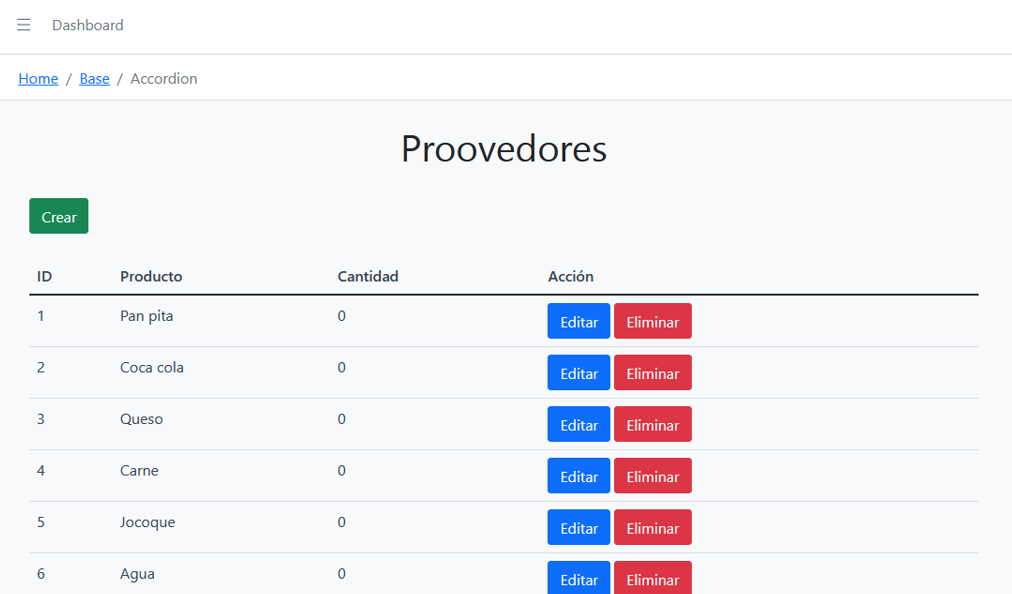 Dashboard
Home / Base / Accordion
Proovedores
Crear
ID Producto Cantidad Acción
1 Pan pita 0 Editar Eliminar
2 Coca cola 0 Editar Eliminar
3 Queso 0 Editar Eliminar
4 Carne 0 Editar Eliminar
5 Jocoque 0 Editar Eliminar
6 Agua 0 Editar Eliminar